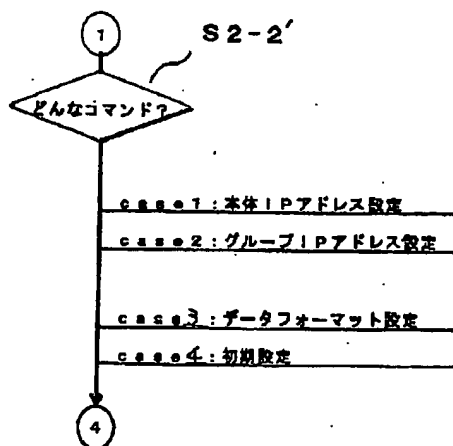 1
S2-2′
どんなコマンド?
case1:本体IPアドレス設定
case2:グループIPアドレス設定
case3:データフォーマット設定
case4:初期設定
4